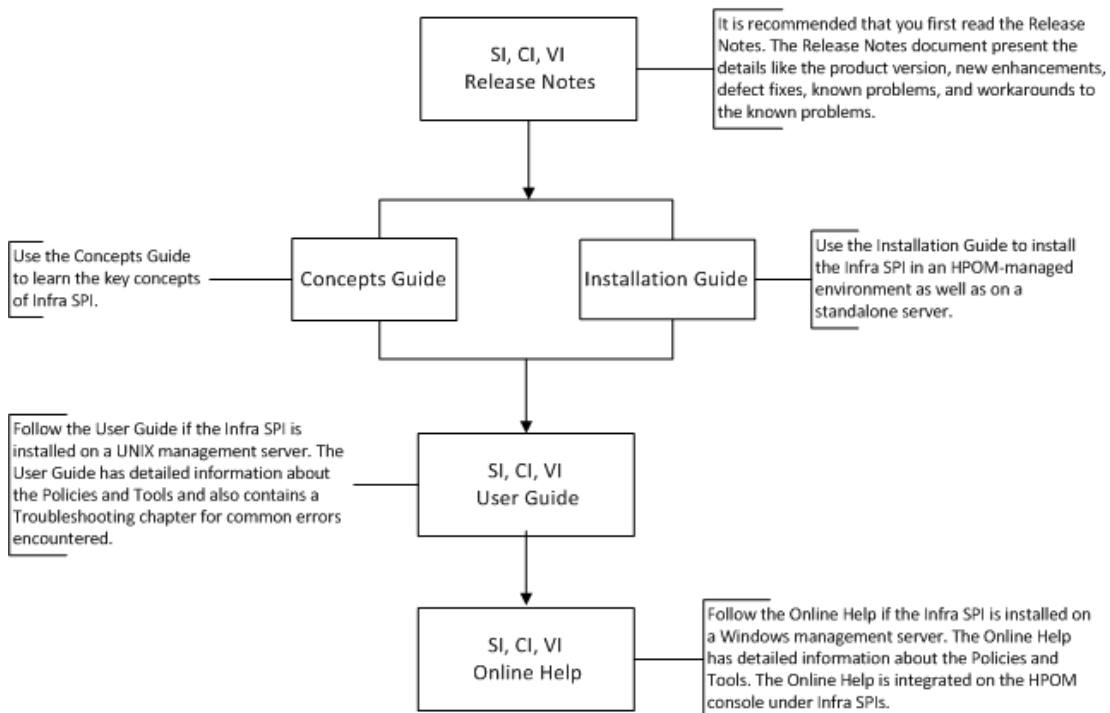 SI, CI, VI
Release Notes
It is recommended that you first read the Release
Notes. The Release Notes document present the
details like the product version, new enhancements,
defect fixes, known problems, and workarounds to
the known problems.
Use the Concepts Guide
to learn the key concepts
of Infra SPI.
Concepts Guide
Installation Guide
Use the Installation Guide to install
the Infra SPI in an HPOM-managed
environment as well as on a
standalone server.
Follow the User Guide if the Infra SPI is
installed on a UNIX management server. The
User Guide has detailed information about
the Policies and Tools and also contains a
Troubleshooting chapter for common errors
encountered.
SI, CI, VI
User Guide
SI, CI, VI
Online Help
Follow the Online Help if the Infra SPI is installed on
a Windows management server. The Online Help
has detailed information about the Policies and
Tools. The Online Help is integrated on the HPOM
console under Infra SPIs.